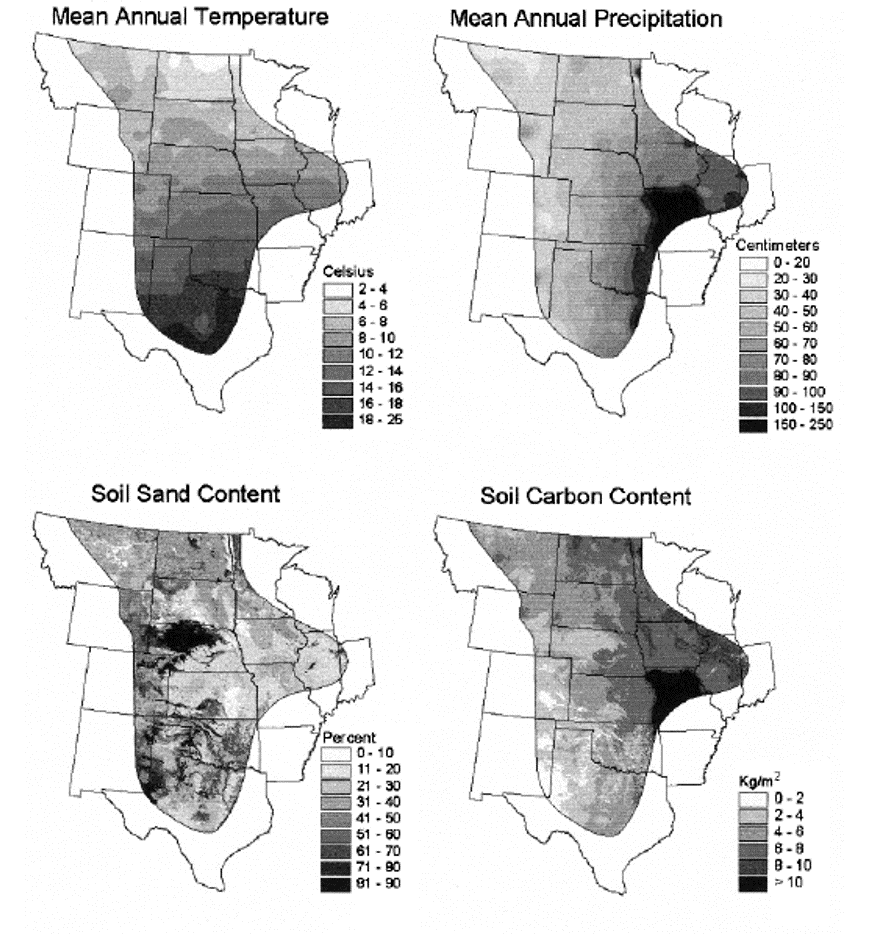 Mean Annual Temperature
Mean Annual Precipitation
Celsius
2 - 4
4 - 6
6 - 8
8 - 10
10 - 12
12 - 14
14 - 16
16 - 18
18 - 25
Centimeters
0 - 20
20 - 30
30 - 40
40 - 50
50 - 60
60 - 70
70 - 80
80 - 90
90 - 100
100 - 150
150 - 250
Soil Sand Content
Soil Carbon Content
Percent
0 - 10
11 - 20
21 - 30
31 - 40
41 - 50
51 - 60
61 - 70
71 - 80
81 - 90
Kg/m²
0 - 2
2 - 4
4 - 6
6 - 8
8 - 10
> 10